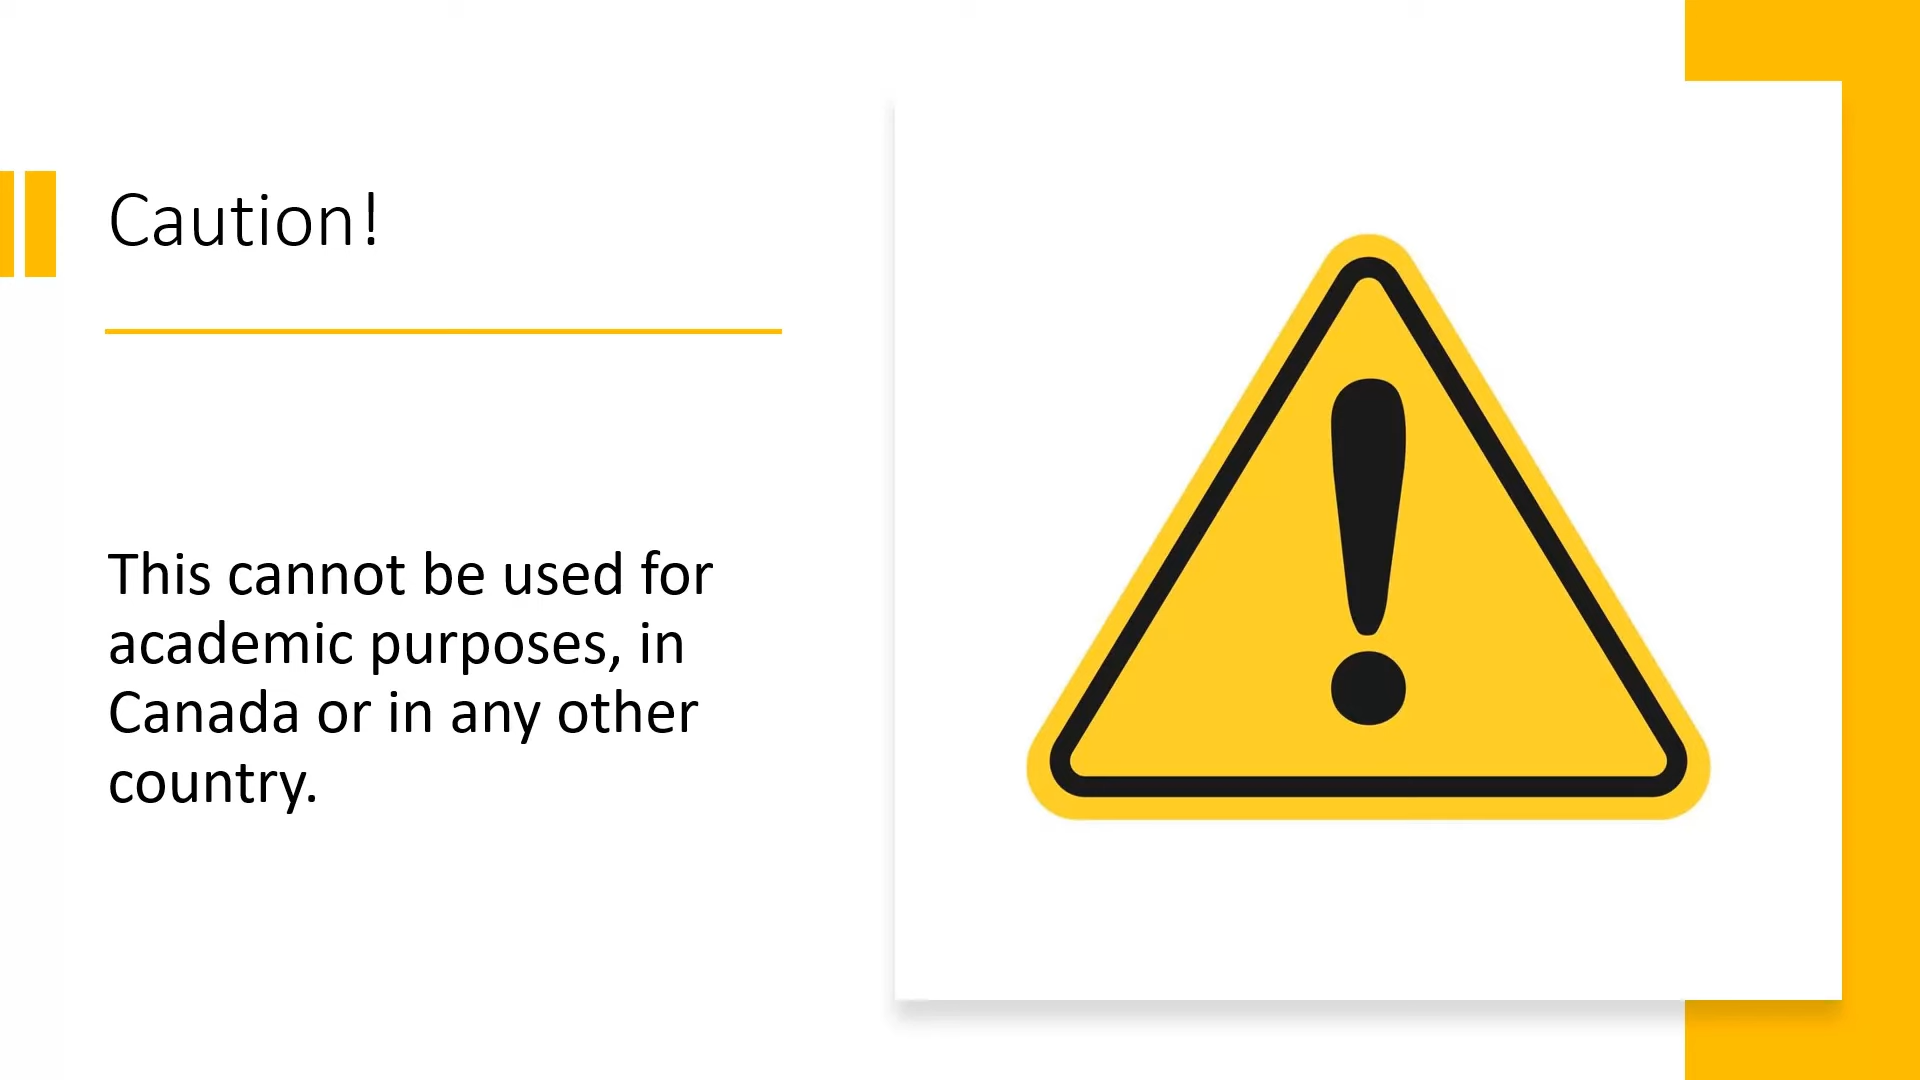 Caution!
This cannot be used for
academic purposes, in
Canada or in any other
country.